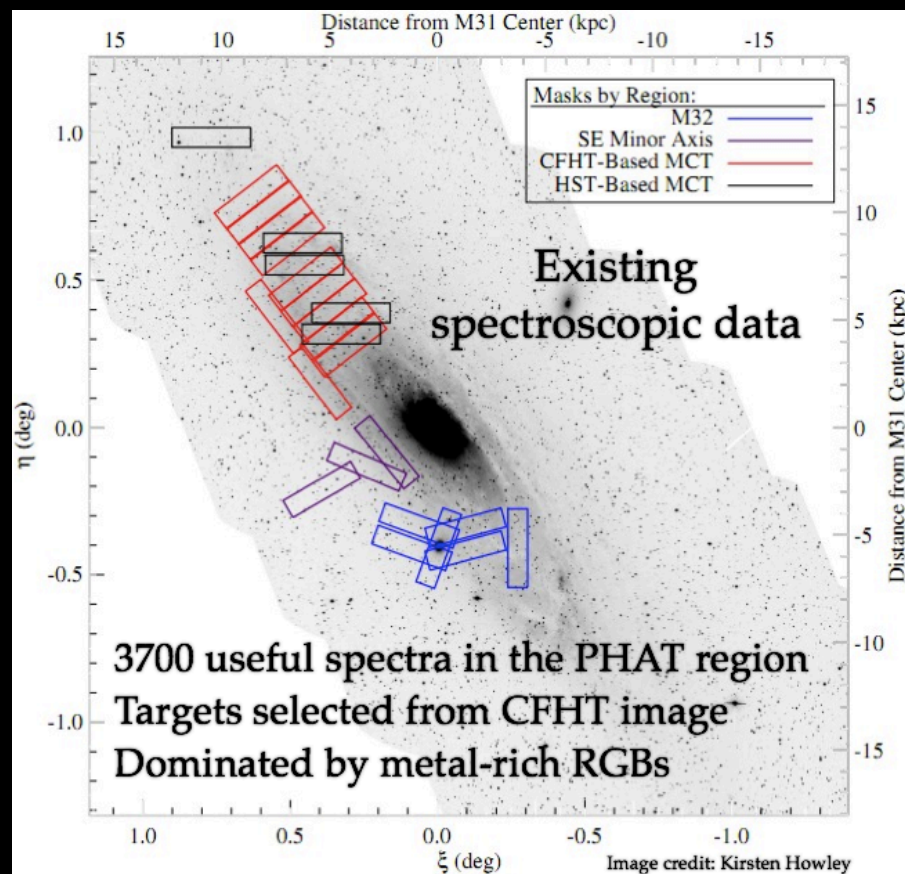 Distance from M31 Center (kpc)
15 10 5 0 -5 -10 -15
Masks by Region:
M32
SE Minor Axis
CFHT-Based MCT
HST-Based MCT
Existing
spectroscopic data
1.0
0.5
0.0
-0.5
-1.0
η (deg)
15
10
5
0
-5
-10
-15
Distance from M31 Center (kpc)
3700 useful spectra in the PHAT region
Targets selected from CFHT image
Dominated by metal-rich RGBs
1.0 0.5 0.0 -0.5 -1.0
ξ (deg)
Image credit: Kirsten Howley